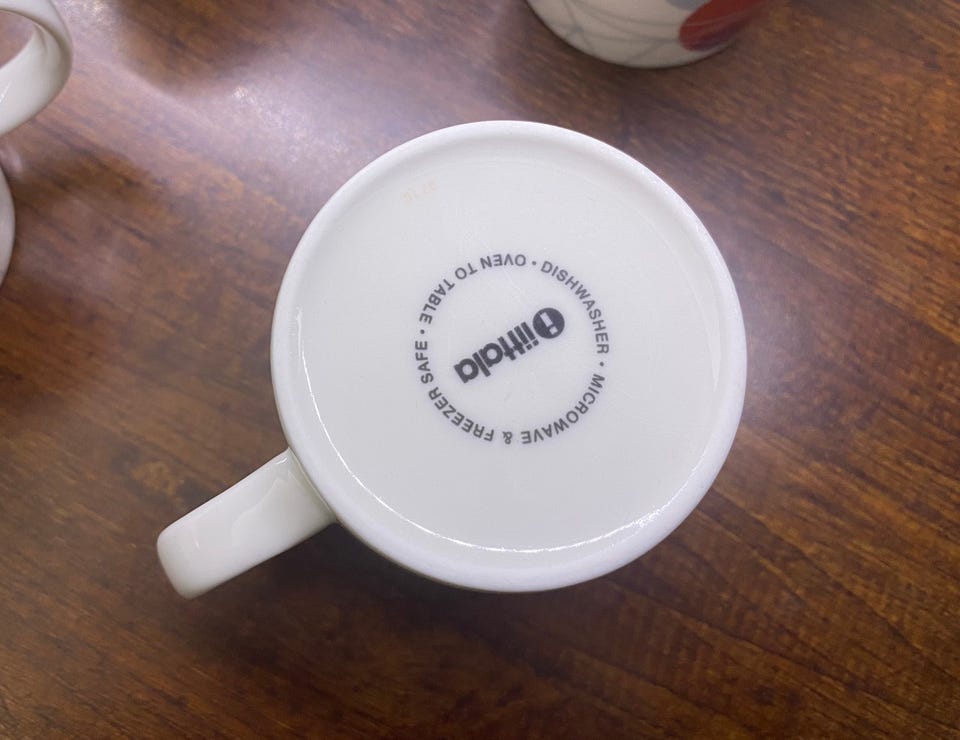 iittala
OVEN TO TABLE • DISHWASHER • MICROWAVE & FREEZER SAFE •